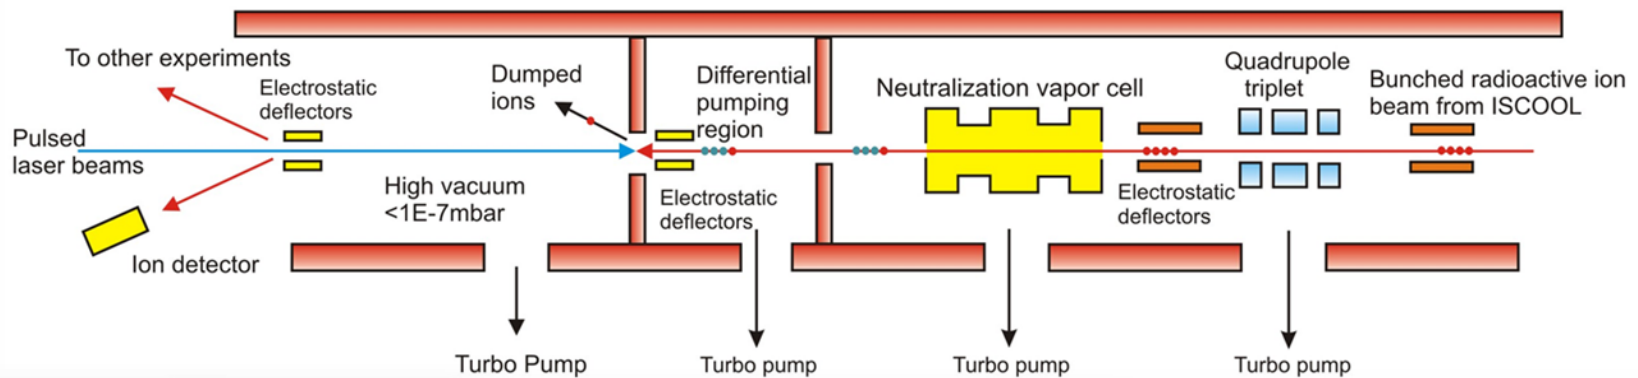 To other experiments
Electrostatic
deflectors
Pulsed
laser beams
Ion detector
High vacuum
<1E-7mbar
Dumped
ions
Differential
pumping
region
Electrostatic
deflectors
Neutralization vapor cell
Electrostatic
deflectors
Quadrupole
triplet
Bunched radioactive ion
beam from ISCOOL
Turbo Pump
Turbo pump
Turbo pump
Turbo pump